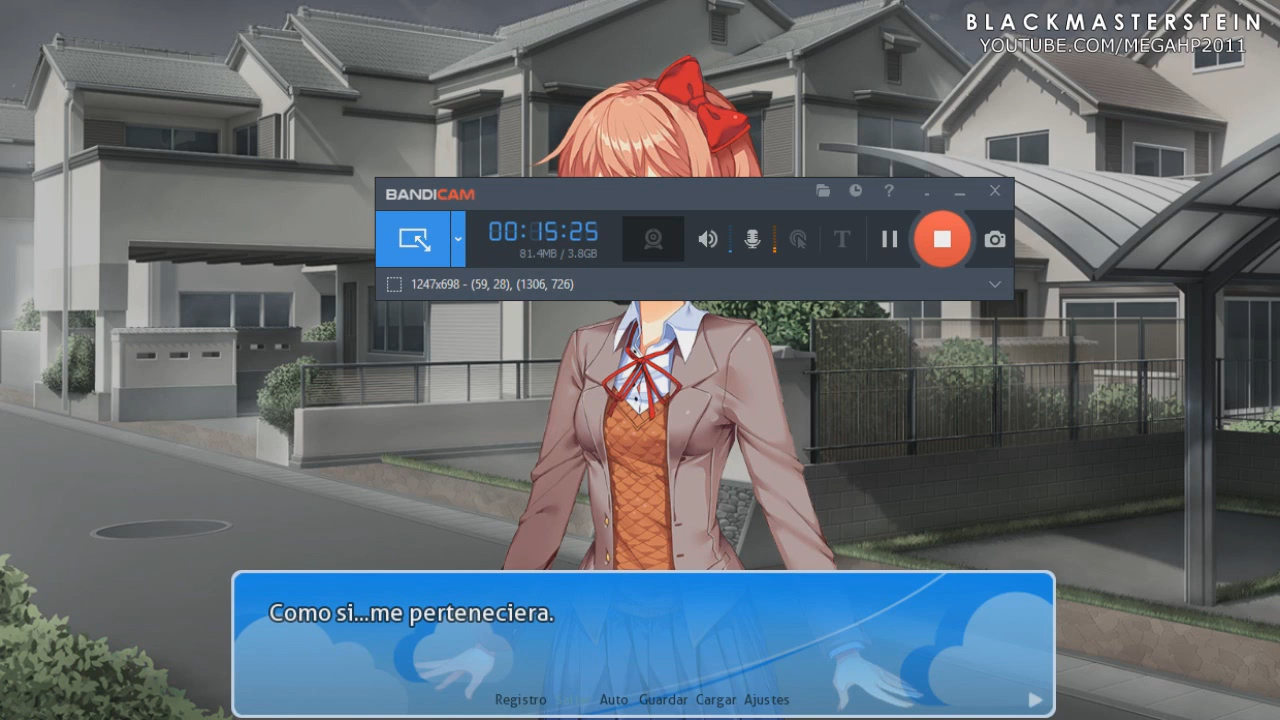 BLACKMASTERSTEIN
YOUTUBE.COM/MEGAHP2011
BANDICAM
00:15:25
81.4MB / 3.8GB
1247x698 - (59, 28), (1306, 726)
Como si...me perteneciera.
Registro Auto Guardar Cargar Ajustes